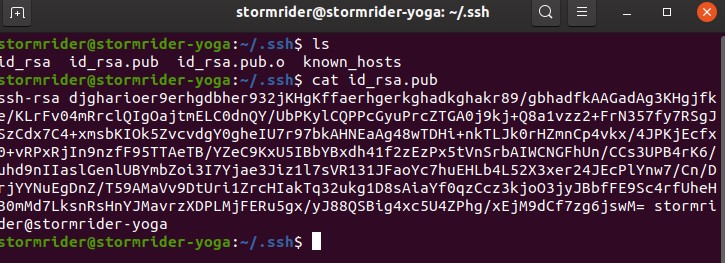 stormrider@stormrider-yoga: ~/.ssh
stormrider@stormrider-yoga:~/.ssh$ ls
id_rsa id_rsa.pub id_rsa.pub.o known_hosts
stormrider@stormrider-yoga:~/.ssh$ cat id_rsa.pub
ssh-rsa djgharioer9erhgdbher932jKHgKffaerhgerkghadkghakr89/gbhadfkAAGadAg3KHgjfk
e/KLrFv04mRrclQIgOajtmELC0dnQY/UbPKylCQPPcGyuPrcZTGA0j9kj+Q8a1vzz2+FrN357fy7RSgJ
SzCdx7C4+xmsbKIOk5ZvcvdgY0gheIU7r97bkAHNEaAg48wTDHi+nkTLJk0rHZmnCp4vkx/4JPKjEcfx
0+vRPxRjIn9nzfF95TTAeTB/YZeC9KxU5IBbYBxdh41f2zEzPx5tVnSrbAIWCNGFhUn/CCs3UPB4rK6/
uhd9nIIaslGenlUBYmbZoi3I7Yjae3Jiz1l7sVR131JFaoYc7huEHLb4L52X3xer24JEcPlYnw7/Cn/D
rjYYNuEgDnZ/T59AMaVv9DtUri1ZrcHIakTq32ukg1D8sAiaYf0qzCcz3kjoO3jyJBbfFE9Sc4rfUheH
B0mMd7LksnRsHnYJMavrzXDPLMjFERu5gx/yJ88QSBig4xc5U4ZPhg/xEjM9dCf7zg6jswM= stormri
der@stormrider-yoga
stormrider@stormrider-yoga:~/.ssh$